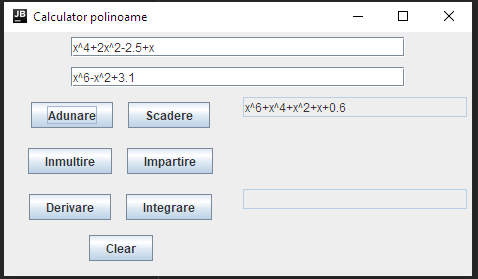 JB Calculator polinoame
x^4+2x^2-2.5+x
x^6-x^2+3.1
Adunare Scadere x^6+x^4+x^2+x+0.6
Inmultire Impartire
Derivare Integrare
Clear